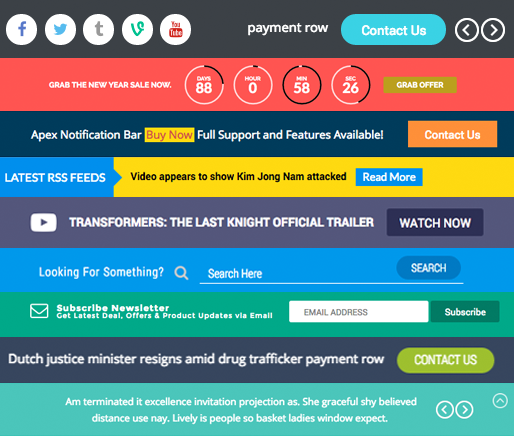 f t You Tube payment row Contact Us
GRAB THE NEW YEAR SALE NOW. DAYS 88 HOUR 0 MIN 58 SEC 26 GRAB OFFER
Apex Notification Bar Buy Now Full Support and Features Available! Contact Us
LATEST RSS FEEDS Video appears to show Kim Jong Nam attacked Read More
TRANSFORMERS: THE LAST KNIGHT OFFICIAL TRAILER WATCH NOW
Looking For Something? Search Here SEARCH
Subscribe Newsletter
Get Latest Deal, Offers & Product Updates via Email EMAIL ADDRESS Subscribe
Dutch justice minister resigns amid drug trafficker payment row CONTACT US
Am terminated it excellence invitation projection as. She graceful shy believed
distance use nay. Lively is people so basket ladies window expect.